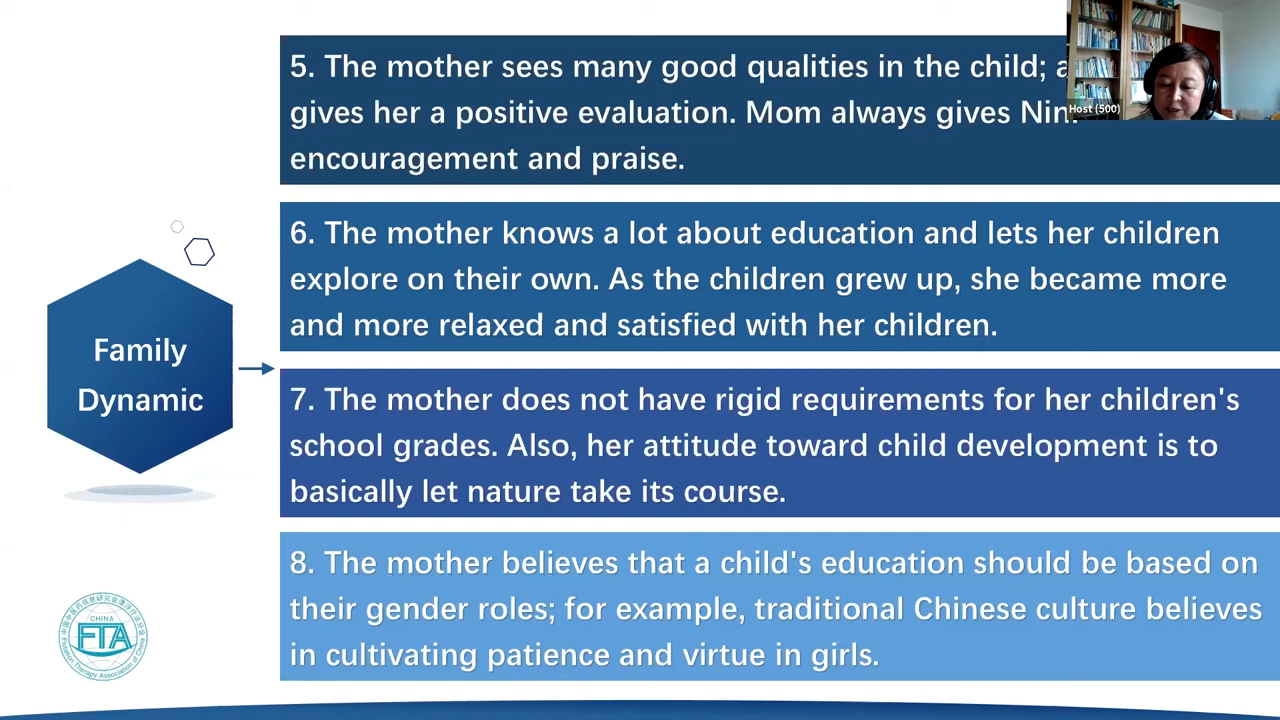 5. The mother sees many good qualities in the child;
gives her a positive evaluation. Mom always gives
encouragement and praise.
Host (500)
6. The mother knows a lot about education and lets her children
explore on their own. As the children grew up, she became more
and more relaxed and satisfied with her children.
Family
Dynamic
7. The mother does not have rigid requirements for her children's
school grades. Also, her attitude toward child development is to
basically let nature take its course.
8. The mother believes that a child's education should be based on
their gender roles; for example, traditional Chinese culture believes
in cultivating patience and virtue in girls.
CHINA
FTA
Flotation Therapy Association of China